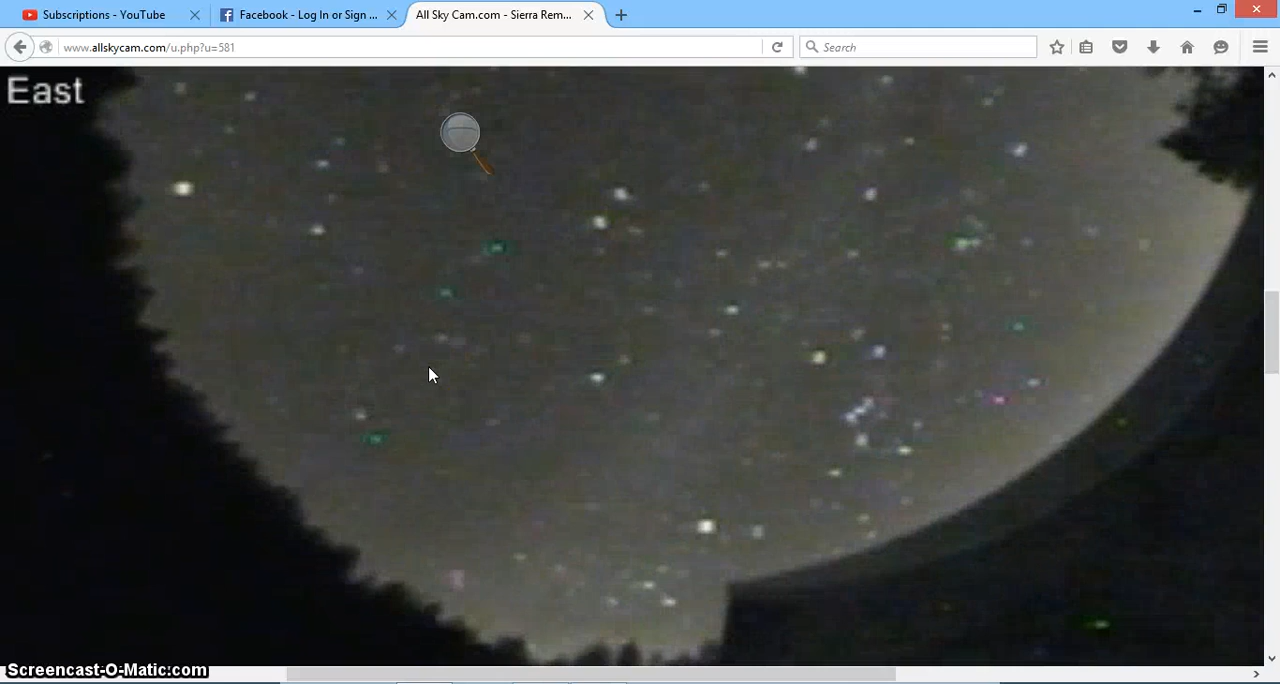 Subscriptions - YouTube
Facebook - Log In or Sign ...
All Sky Cam.com - Sierra Rem...
www.allskycam.com/u.php?u=581
Search
East
Screencast-O-Matic.com